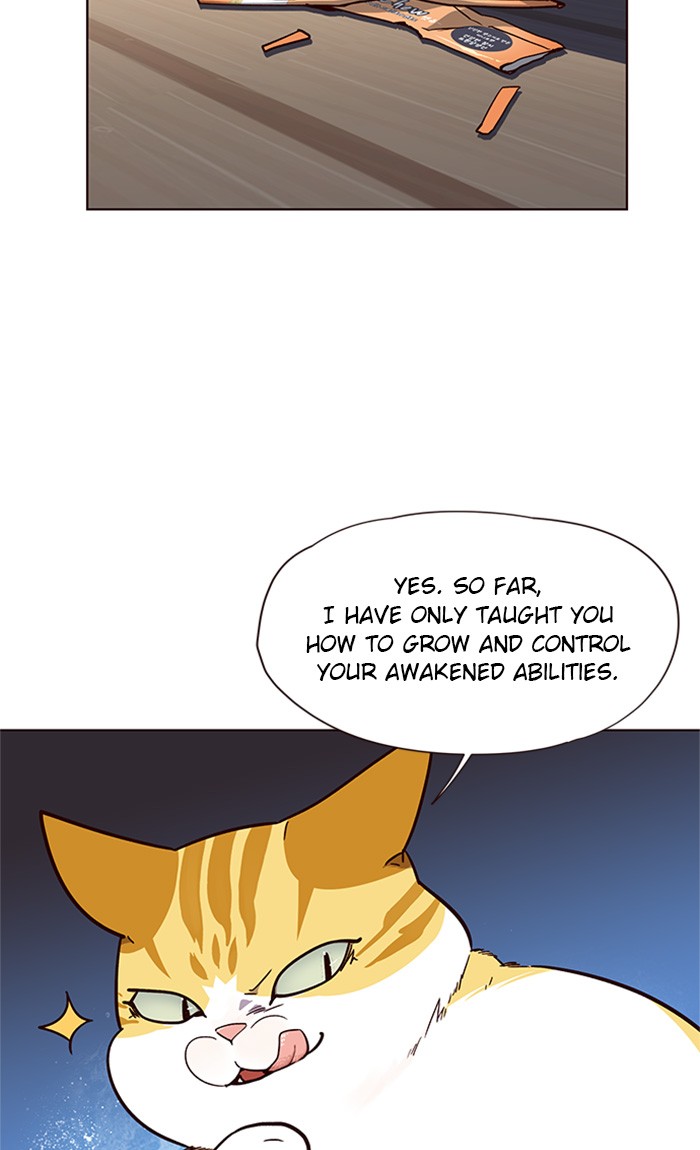 YES. SO FAR,
I HAVE ONLY TAUGHT YOU
HOW TO GROW AND CONTROL
YOUR AWAKENED ABILITIES.